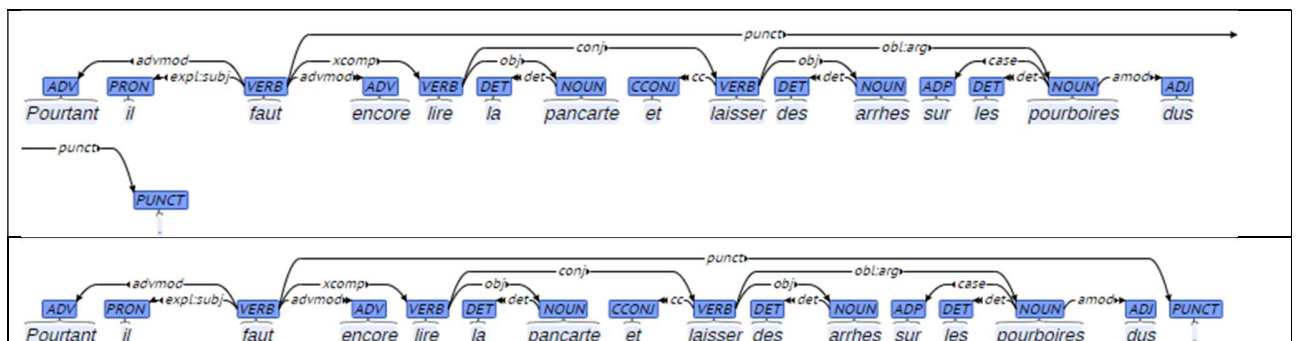 punct
advmod xcomp conj obl:arg
expl:subj advmod obj det cc obj det case det amod
ADV PRON VERB ADV VERB DET NOUN CCONJ VERB DET NOUN ADP DET NOUN ADJ
Pourtant il faut encore lire la pancarte et laisser des arrhes sur les pourboires dus
punct
PUNCT
.
punct
advmod xcomp conj obl:arg
expl:subj advmod obj det cc obj det case det amod
ADV PRON VERB ADV VERB DET NOUN CCONJ VERB DET NOUN ADP DET NOUN ADJ PUNCT
Pourtant il faut encore lire la pancarte et laisser des arrhes sur les pourboires dus .